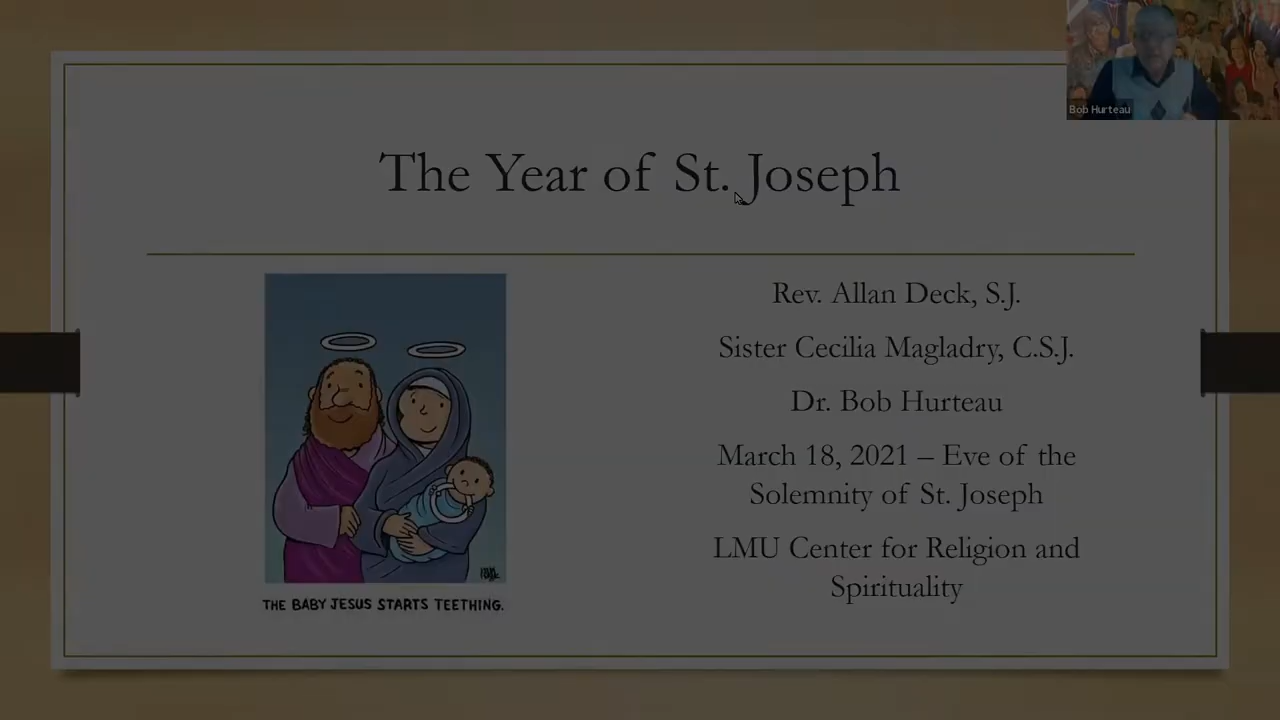 Bob Hurteau
The Year of St. Joseph
Rev. Allan Deck, S.J.
Sister Cecilia Magladry, C.S.J.
Dr. Bob Hurteau
March 18, 2021 – Eve of the
Solemnity of St. Joseph
LMU Center for Religion and
Spirituality
THE BABY JESUS STARTS TEETHING.